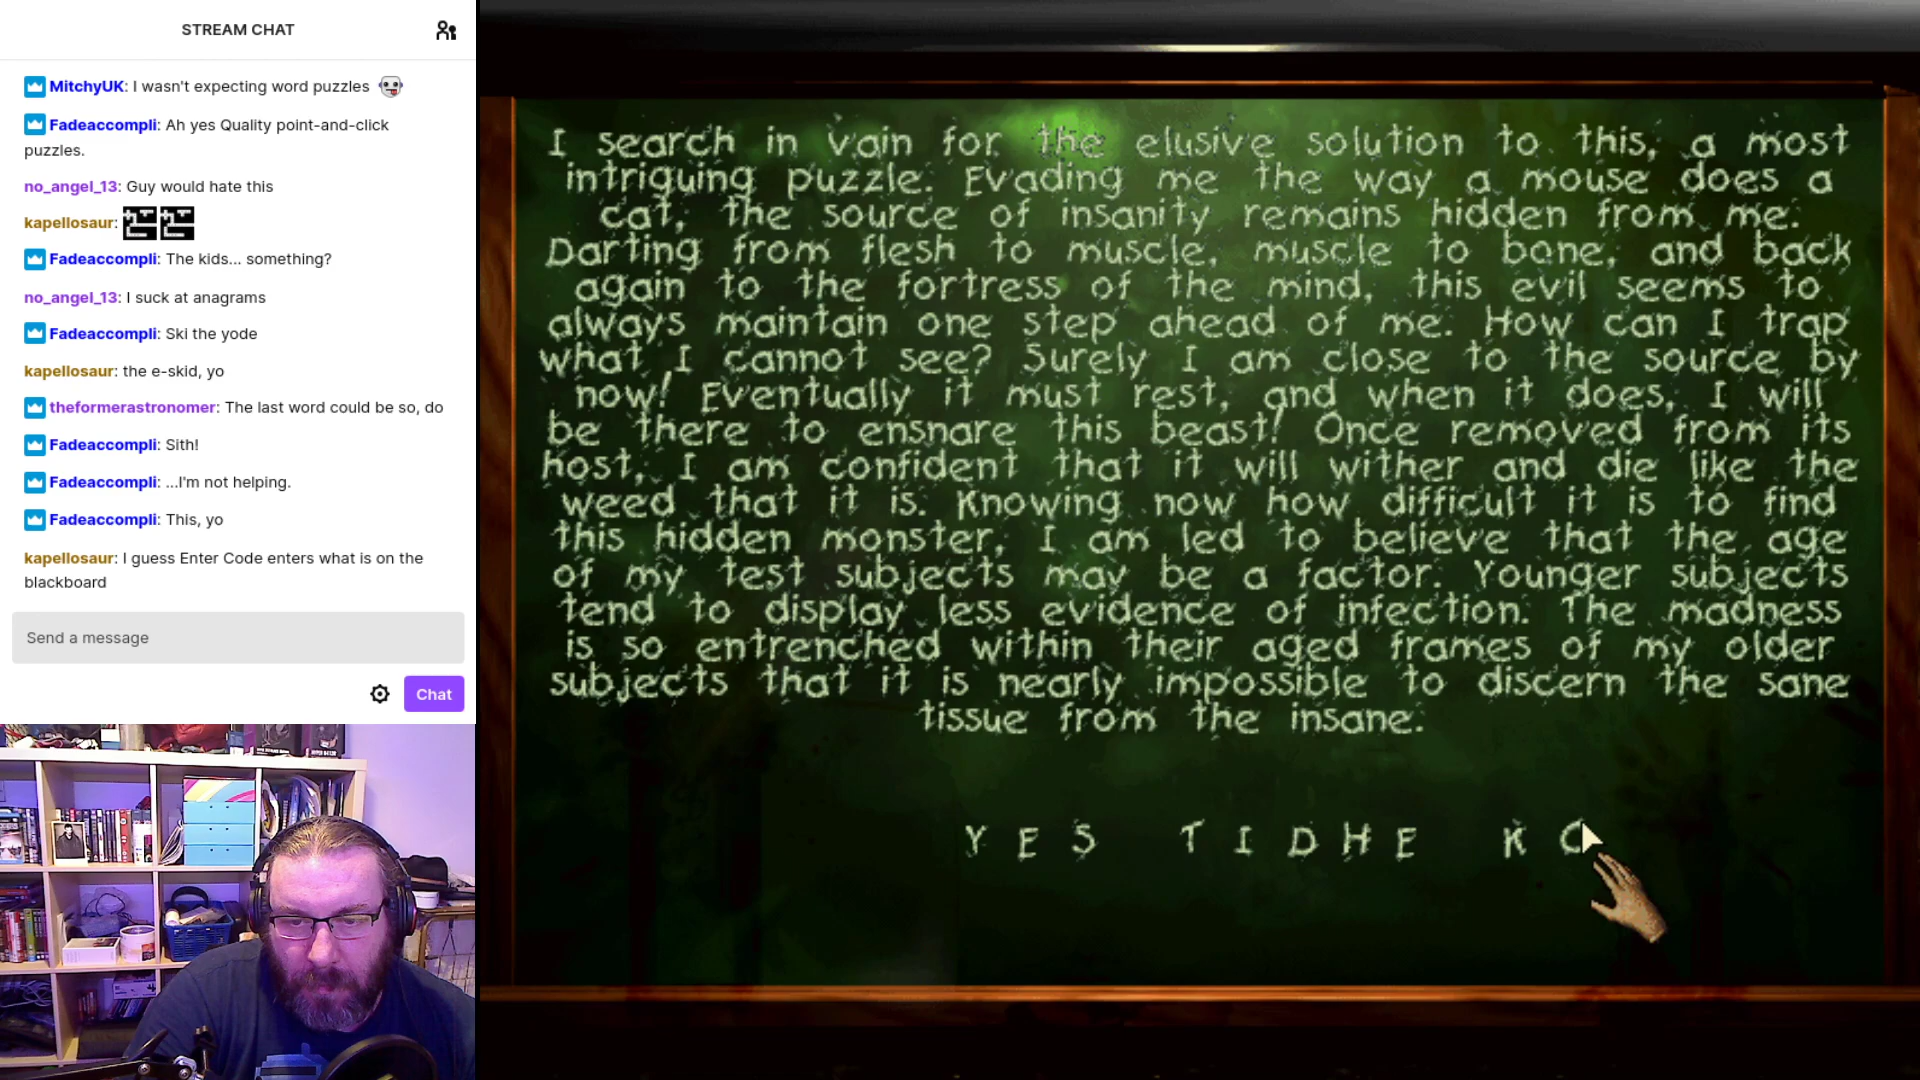 STREAM CHAT
MitchyUK: I wasn't expecting word puzzles
Fadeaccompli: Ah yes Quality point-and-click
puzzles.
no_angel_13: Guy would hate this
kapellosaur:
Fadeaccompli: The kids... something?
no_angel_13: I suck at anagrams
Fadeaccompli: Ski the yode
kapellosaur: the e-skid, yo
theformerastronomer: The last word could be so, do
Fadeaccompli: Sith!
Fadeaccompli: ...I'm not helping.
Fadeaccompli: This, yo
kapellosaur: I guess Enter Code enters what is on the
blackboard
Send a message
Chat
I search in vain for the elusive solution to this, a most
intriguing puzzle. Evading me the way a mouse does a
cat, the source of insanity remains hidden from me.
Darting from flesh to muscle, muscle to bone, and back
again to the fortress of the mind, this evil seems to
always maintain one step ahead of me. How can I trap
what I cannot see? Surely I am close to the source by
now! Eventually it must rest, and when it does, I will
be there to ensnare this beast! Once removed from its
host, I am confident that it will wither and die like the
weed that it is. Knowing now how difficult it is to find
this hidden monster, I am led to believe that the age
of my test subjects may be a factor. Younger subjects
tend to display less evidence of infection. The madness
is so entrenched within their aged frames of my older
subjects that it is nearly impossible to discern the sane
tissue from the insane.
Y E S T I D H E K